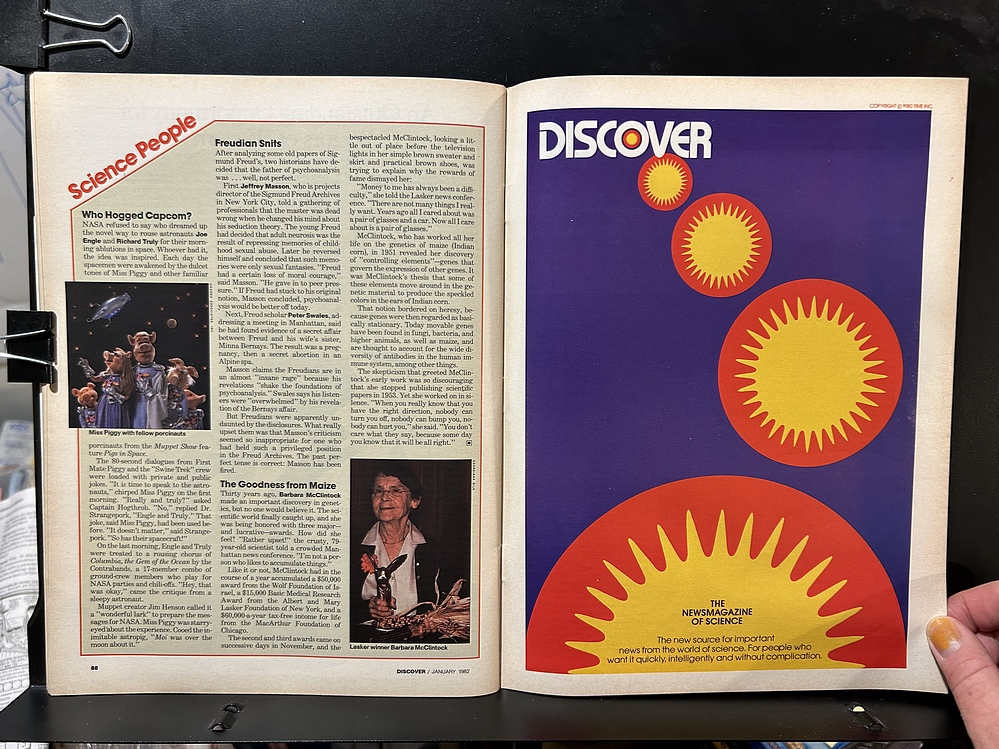 Science People
Who Hogged Capcom?
NASA refused to say who dreamed up
the novel way to rouse astronauts Joe
Engle and Richard Truly for their morn-
ing ablutions in space. Whoever had it,
the idea was inspired. Each day the
spacemen were awakened by the dulcet
tones of Miss Piggy and other familiar
Miss Piggy with fellow porcinauts
porcinauts from the Muppet Show fea-
ture Pigs in Space.
The 80-second dialogues from First
Mate Piggy and the "Swine Trek" crew
were loaded with private and public
jokes. "It is time to speak to the astro-
nauts," chirped Miss Piggy on the first
morning. "Really and truly?" asked
Captain Hogthrob. "No," replied Dr.
Strangepork, "Engle and Truly." That
joke, said Miss Piggy, had been used be-
fore. "It doesn't matter," said Strange-
pork. "So has their spacecraft!"
On the last morning, Engle and Truly
were treated to a rousing chorus of
Columbia, the Gem of the Ocean by the
Contrabands, a 17-member combo of
ground-crew members who play for
NASA parties and chili-offs. "Hey, that
was okay," came the critique from a
sleepy astronaut.
Muppet creator Jim Henson called it
a "wonderful lark" to prepare the mes-
sages for NASA. Miss Piggy was starry-
eyed about the experience. Cooed the in-
imitable astropig, "Moi was over the
moon about it."
Freudian Snits
After analyzing some old papers of Sig-
mund Freud's, two historians have de-
cided that the father of psychoanalysis
was . . . well, not perfect.
First Jeffrey Masson, who is projects
director of the Sigmund Freud Archives
in New York City, told a gathering of
professionals that the master was dead
wrong when he changed his mind about
his seduction theory. The young Freud
had decided that adult neurosis was the
result of repressing memories of child-
hood sexual abuse. Later he reversed
himself and concluded that such memo-
ries were only sexual fantasies. "Freud
had a certain loss of moral courage,"
said Masson. "He gave in to peer pres-
sure." If Freud had stuck to his original
notion, Masson concluded, psychoanal-
ysis would be better off today.
Next, Freud scholar Peter Swales, ad-
dressing a meeting in Manhattan, said
he had found evidence of a secret affair
between Freud and his wife's sister,
Minna Bernays. The result was a preg-
nancy, then a secret abortion in an
Alpine spa.
Masson claims the Freudians are in
an almost "insane rage" because his
revelations "shake the foundations of
psychoanalysis." Swales says his listen-
ers were "overwhelmed" by his revela-
tion of the Bernays affair.
But Freudians were apparently un-
daunted by the disclosures. What really
upset them was that Masson's criticism
seemed so inappropriate for one who
had held such a privileged position
in the Freud Archives. The past per-
fect tense is correct: Masson has been
fired.
The Goodness from Maize
Thirty years ago, Barbara McClintock
made an important discovery in genet-
ics, but no one would believe it. The sci-
entific world finally caught up, and she
was being honored with three major—
and lucrative—awards. How did she
feel? "Rather upset!" the crusty, 79-
year-old scientist told a crowded Man-
hattan news conference. "I'm not a per-
son who likes to accumulate things."
Like it or not, McClintock had in the
course of a year accumulated a $50,000
award from the Wolf Foundation of Is-
rael, a $15,000 Basic Medical Research
Award from the Albert and Mary
Lasker Foundation of New York, and a
$60,000-a-year tax-free income for life
from the MacArthur Foundation of
Chicago.
The second and third awards came on
successive days in November, and the
bespectacled McClintock, looking a lit-
tle out of place before the television
lights in her simple brown sweater and
skirt and practical brown shoes, was
trying to explain why the rewards of
fame dismayed her:
"Money to me has always been a diffi-
culty," she told the Lasker news confer-
ence. "There are not many things I real-
ly want. Years ago all I cared about was
a pair of glasses and a car. Now all I care
about is a pair of glasses."
McClintock, who has worked all her
life on the genetics of maize (Indian
corn), in 1951 revealed her discovery
of "controlling elements"—genes that
govern the expression of other genes. It
was McClintock's thesis that some of
these elements move around in the ge-
netic material to produce the speckled
colors in the ears of Indian corn.
That notion bordered on heresy, be-
cause genes were then regarded as basi-
cally stationary. Today movable genes
have been found in fungi, bacteria, and
higher animals, as well as maize, and
are thought to account for the wide di-
versity of antibodies in the human im-
mune system, among other things.
The skepticism that greeted McClin-
tock's early work was so discouraging
that she stopped publishing scientific
papers in 1953. Yet she worked on in si-
lence. "When you really know that you
have the right direction, nobody can
turn you off, nobody can bump you, no-
body can hurt you," she said. "You don't
care what they say, because some day
you know that it will be all right."
Lasker winner Barbara McClintock
88
DISCOVER / JANUARY 1982
COPYRIGHT © 1980 TIME INC.
DISCOVER
THE
NEWSMAGAZINE
OF SCIENCE
The new source for important
news from the world of science. For people who
want it quickly, intelligently and without complication.